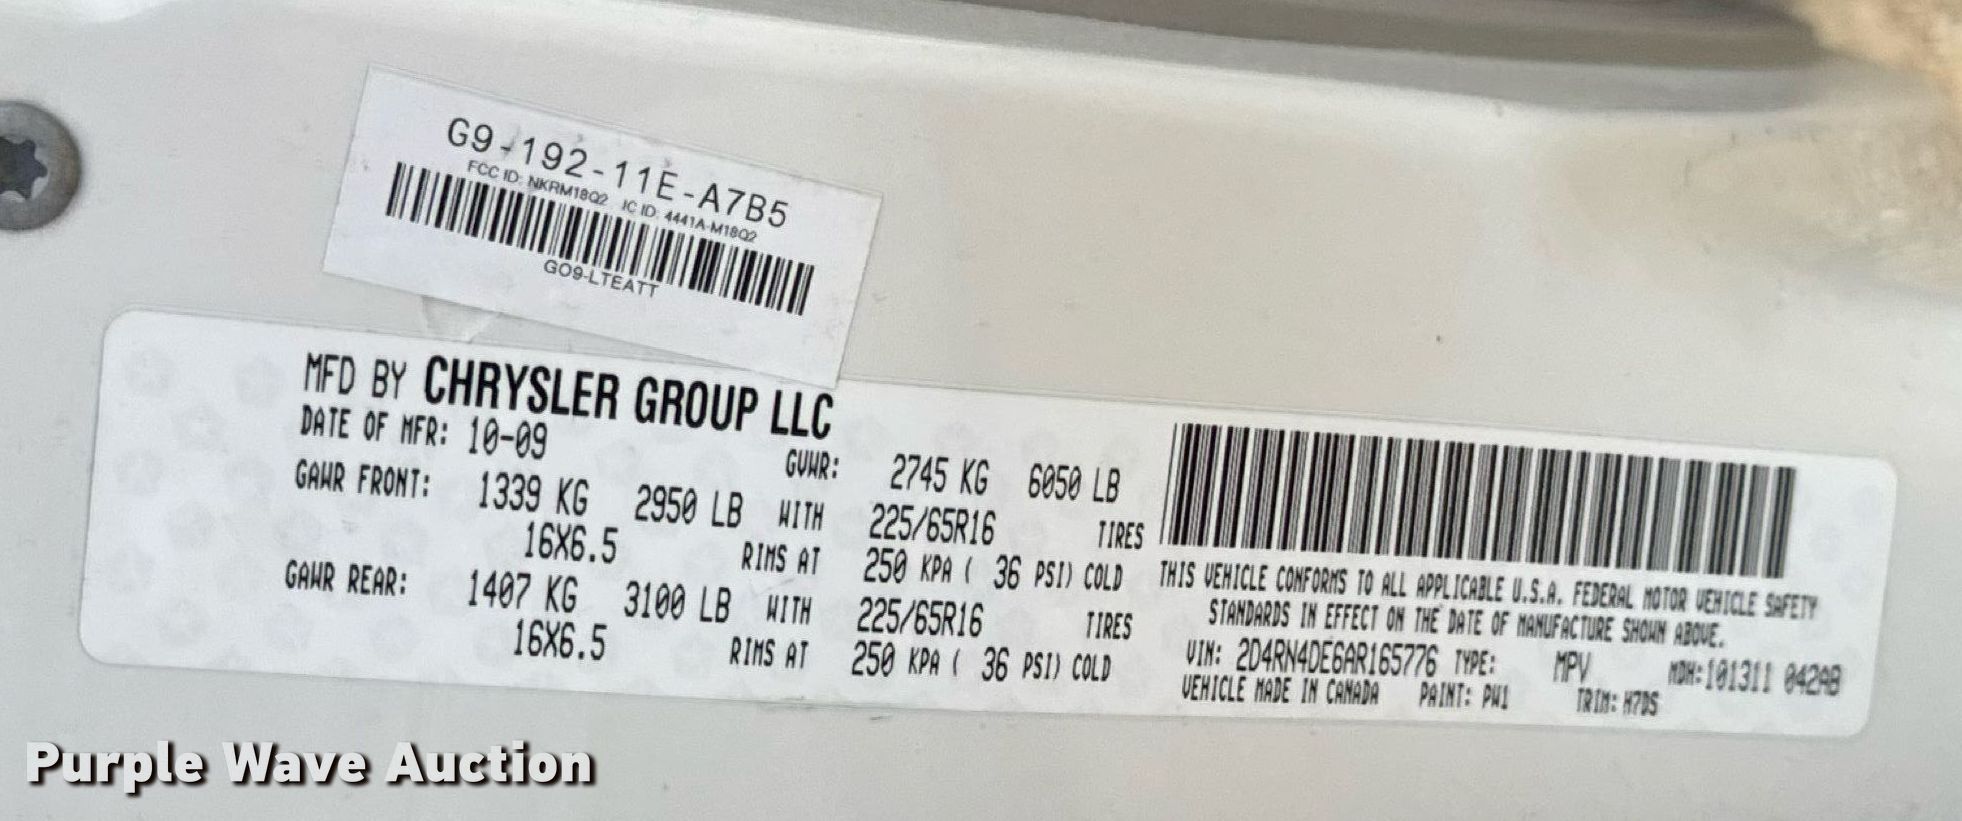 G9-192-11E-A7B5
FCC ID: NKRM18Q2 IC ID: 4441A-M18Q2
GO9-LTEATT
MFD BY CHRYSLER GROUP LLC
DATE OF MFR: 10-09 GVWR: 2745 KG 6050 LB
GAWR FRONT: 1339 KG 2950 LB WITH 225/65R16 TIRES
16X6.5 RIMS AT 250 KPA ( 36 PSI) COLD
GAWR REAR: 1407 KG 3100 LB WITH 225/65R16 TIRES
16X6.5 RIMS AT 250 KPA ( 36 PSI) COLD
THIS VEHICLE CONFORMS TO ALL APPLICABLE U.S.A. FEDERAL MOTOR VEHICLE SAFETY
STANDARDS IN EFFECT ON THE DATE OF MANUFACTURE SHOWN ABOVE.
VIN: 2D4RN4DE6AR165776 TYPE: MPV MDH:101311 042AB
VEHICLE MADE IN CANADA PAINT: PW1 TRIM: H7DS
Purple Wave Auction